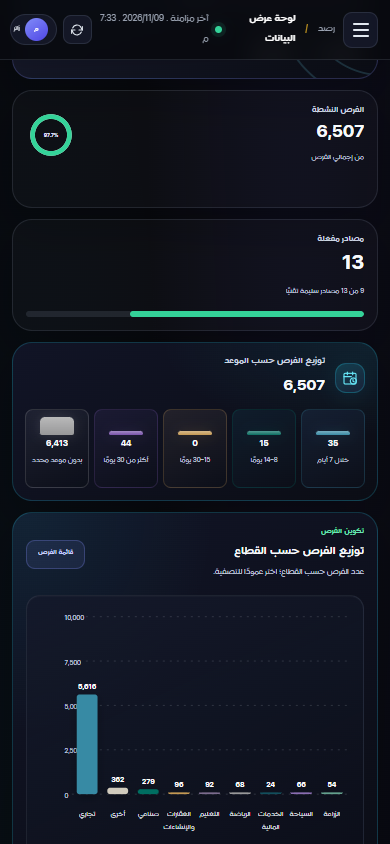 رصد / لوحة عرض البيانات
آخر مزامنة . 2026/11/09 . 7:33 م
م
الفرص النشطة
6,507
97.7%
من إجمالي الفرص
مصادر مفعلة
13
9 من 13 مصادر سليمة تقنيًا
توزيع الفرص حسب الموعد
6,507
35
خلال 7 أيام
15
8–14 يومًا
0
15–30 يومًا
44
أكثر من 30 يومًا
6,413
بدون موعد محدد
تكوين الفرص
توزيع الفرص حسب القطاع
قائمة الفرص
عدد الفرص حسب القطاع؛ اختر عمودًا للتصفية.
10,000
7,500
5,00
2,50
0
5,616
362
279
96
92
68
24
66
54
تجاري
أخرى
صناعي
العقارات والإنشاءات
التعليم
الرياضة
الخدمات المالية
السياحة
الزراعة